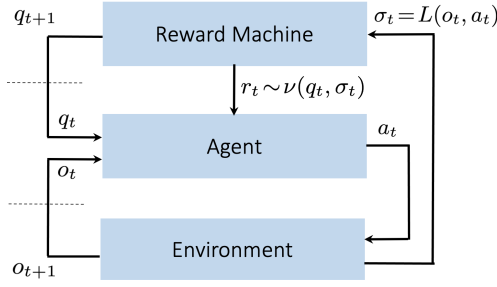 q_{t+1}
Reward Machine
σ_t = L(o_t, a_t)
r_t ∼ ν(q_t, σ_t)
q_t
Agent
a_t
o_t
Environment
o_{t+1}